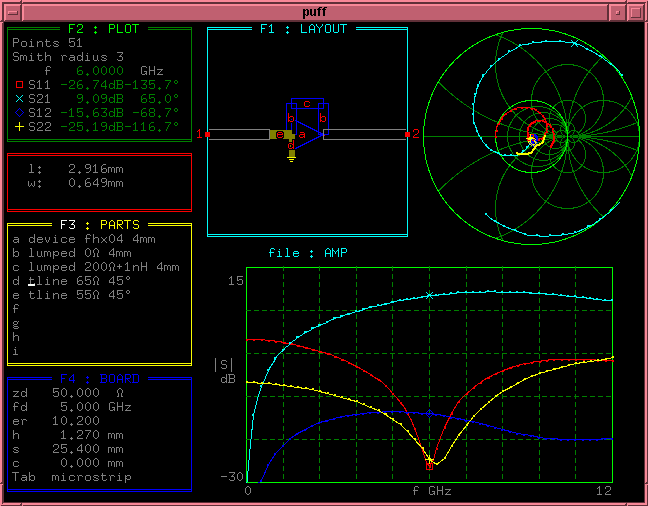 puff
F2 : PLOT
Points 51
Smith radius 3
f 6.0000 GHz
S11 -26.74dB -135.7°
S21 9.09dB 65.0°
S12 -15.63dB -68.7°
S22 -25.19dB -116.7°
l: 2.916mm
w: 0.649mm
F3 : PARTS
a device fhx04 4mm
b lumped 0Ω 4mm
c lumped 200Ω+1nH 4mm
d tline 65Ω 45°
e tline 55Ω 45°
f
g
h
i
F4 : BOARD
zd 50.000 Ω
fd 5.000 GHz
er 10.200
h 1.270 mm
s 25.400 mm
c 0.000 mm
Tab microstrip
F1 : LAYOUT
c
b b
1 e a 2
d
file : AMP
15
|S|
dB
-30
0 f GHz 12